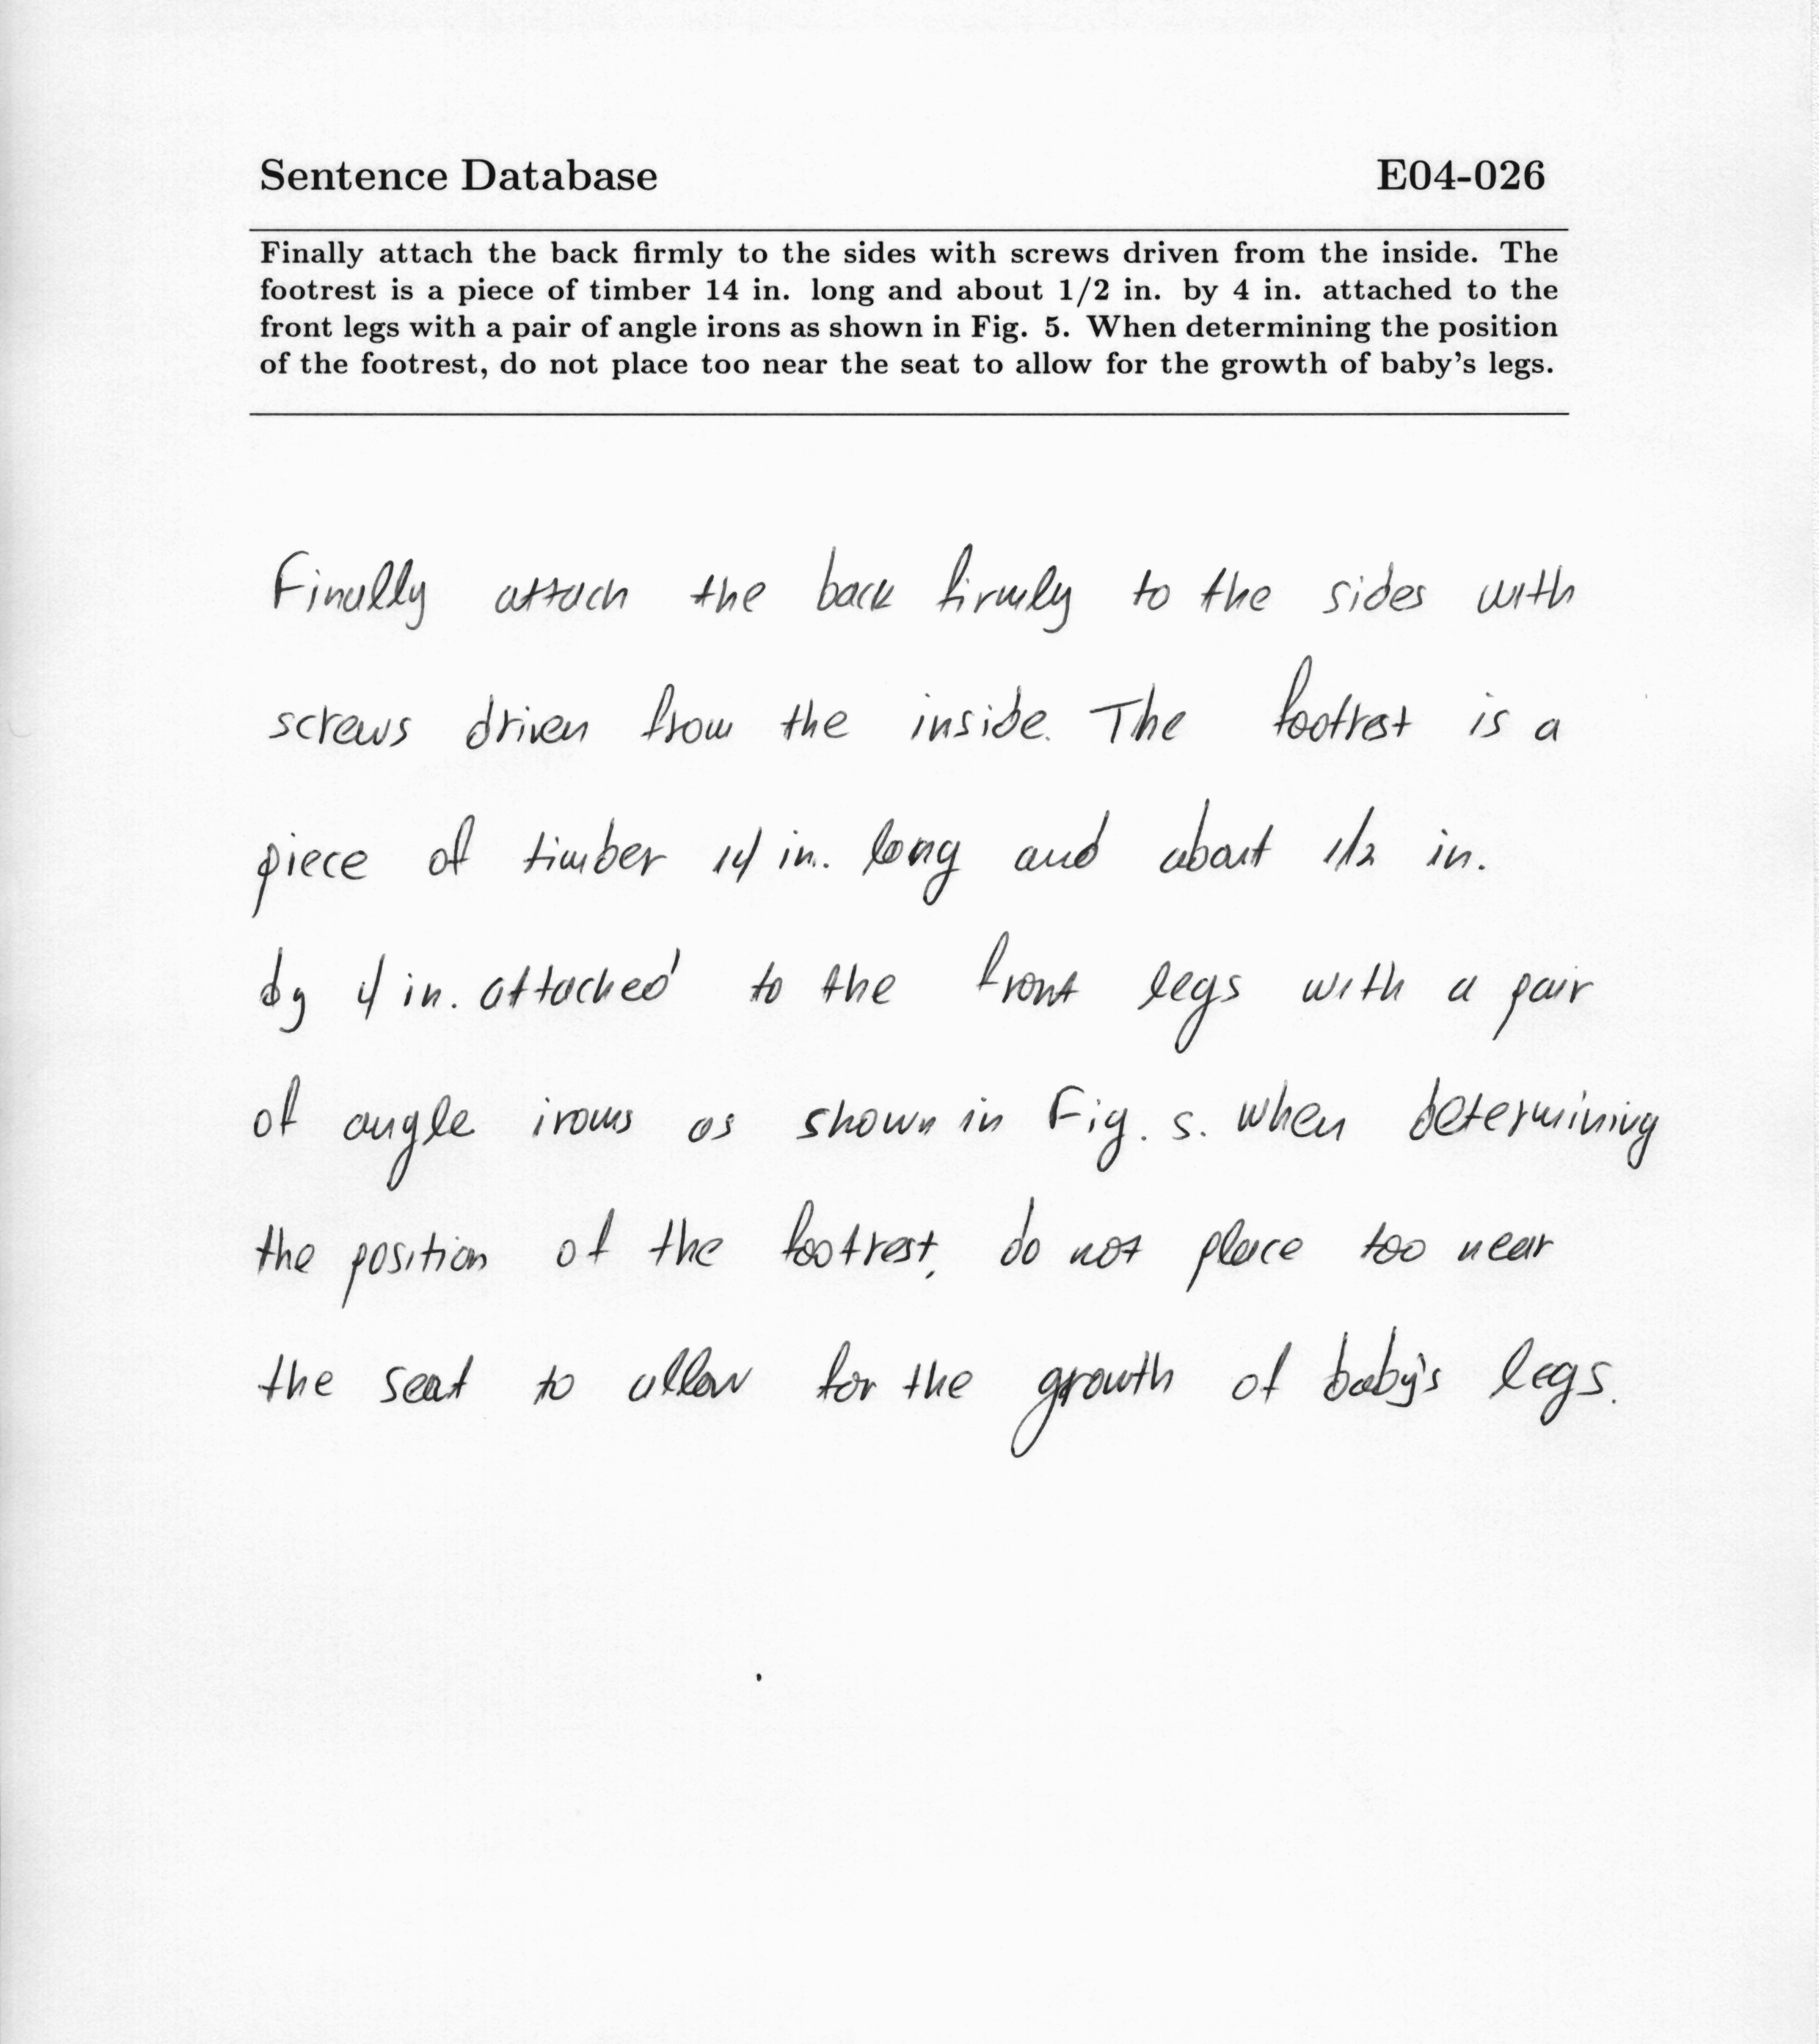 Sentence Database E04-026
Finally attach the back firmly to the sides with screws driven from the inside. The
footrest is a piece of timber 14 in. long and about 1/2 in. by 4 in. attached to the
front legs with a pair of angle irons as shown in Fig. 5. When determining the position
of the footrest, do not place too near the seat to allow for the growth of baby's legs.
Finally attach the back firmly to the sides with
screws driven from the inside. The footrest is a
piece of timber 14 in. long and about 1/2 in.
by 4 in. attached to the front legs with a pair
of angle irons as shown in Fig. 5. when determining
the position of the footrest, do not place too near
the seat to allow for the growth of baby's legs.